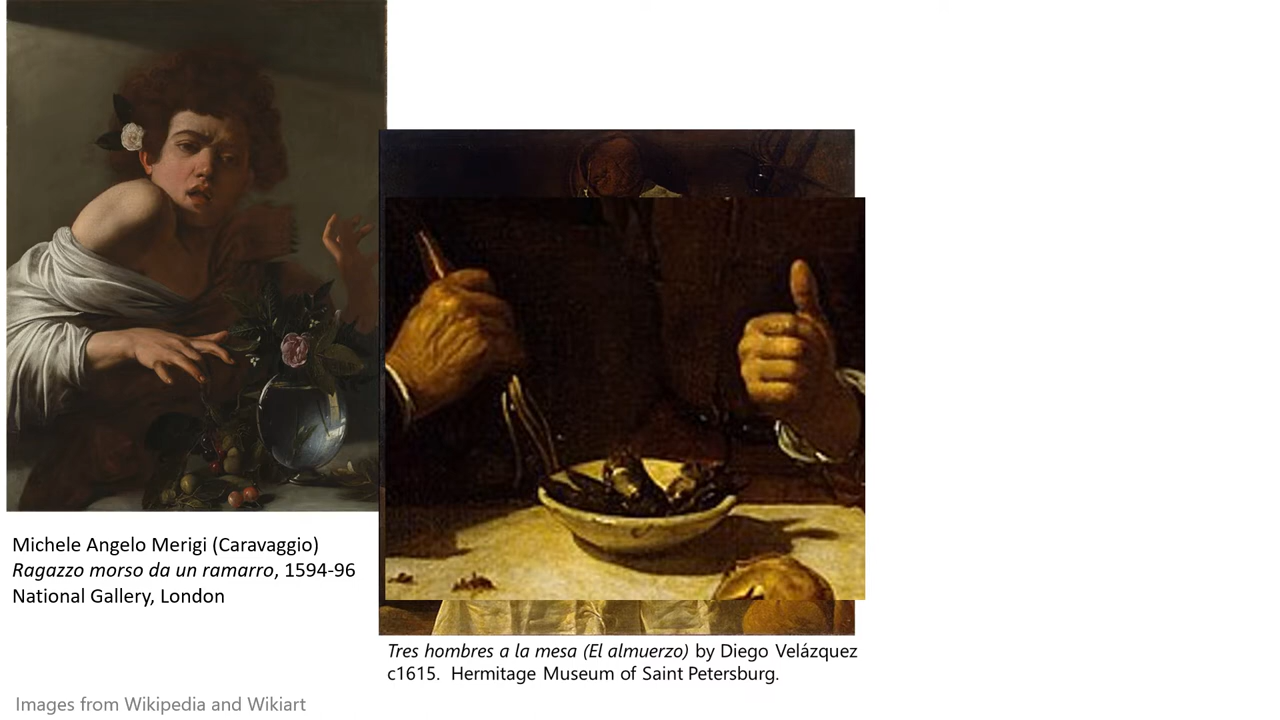 Michele Angelo Merigi (Caravaggio)
Ragazzo morso da un ramarro, 1594-96
National Gallery, London
Tres hombres a la mesa (El almuerzo) by Diego Velázquez
c1615. Hermitage Museum of Saint Petersburg.
Images from Wikipedia and Wikiart